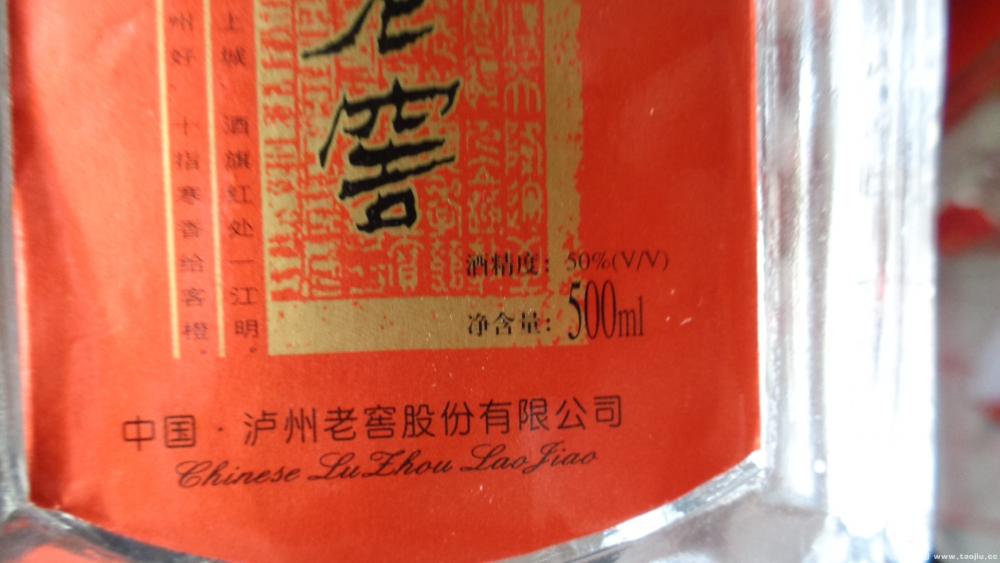 上城 酒旗红处一江明。
州好 十指寒香给客橙。
老窖
酒精度：50%(V/V)
净含量：500ml
中国·泸州老窖股份有限公司
Chinese LuZhou LaoJiao
www.taojiu.cc